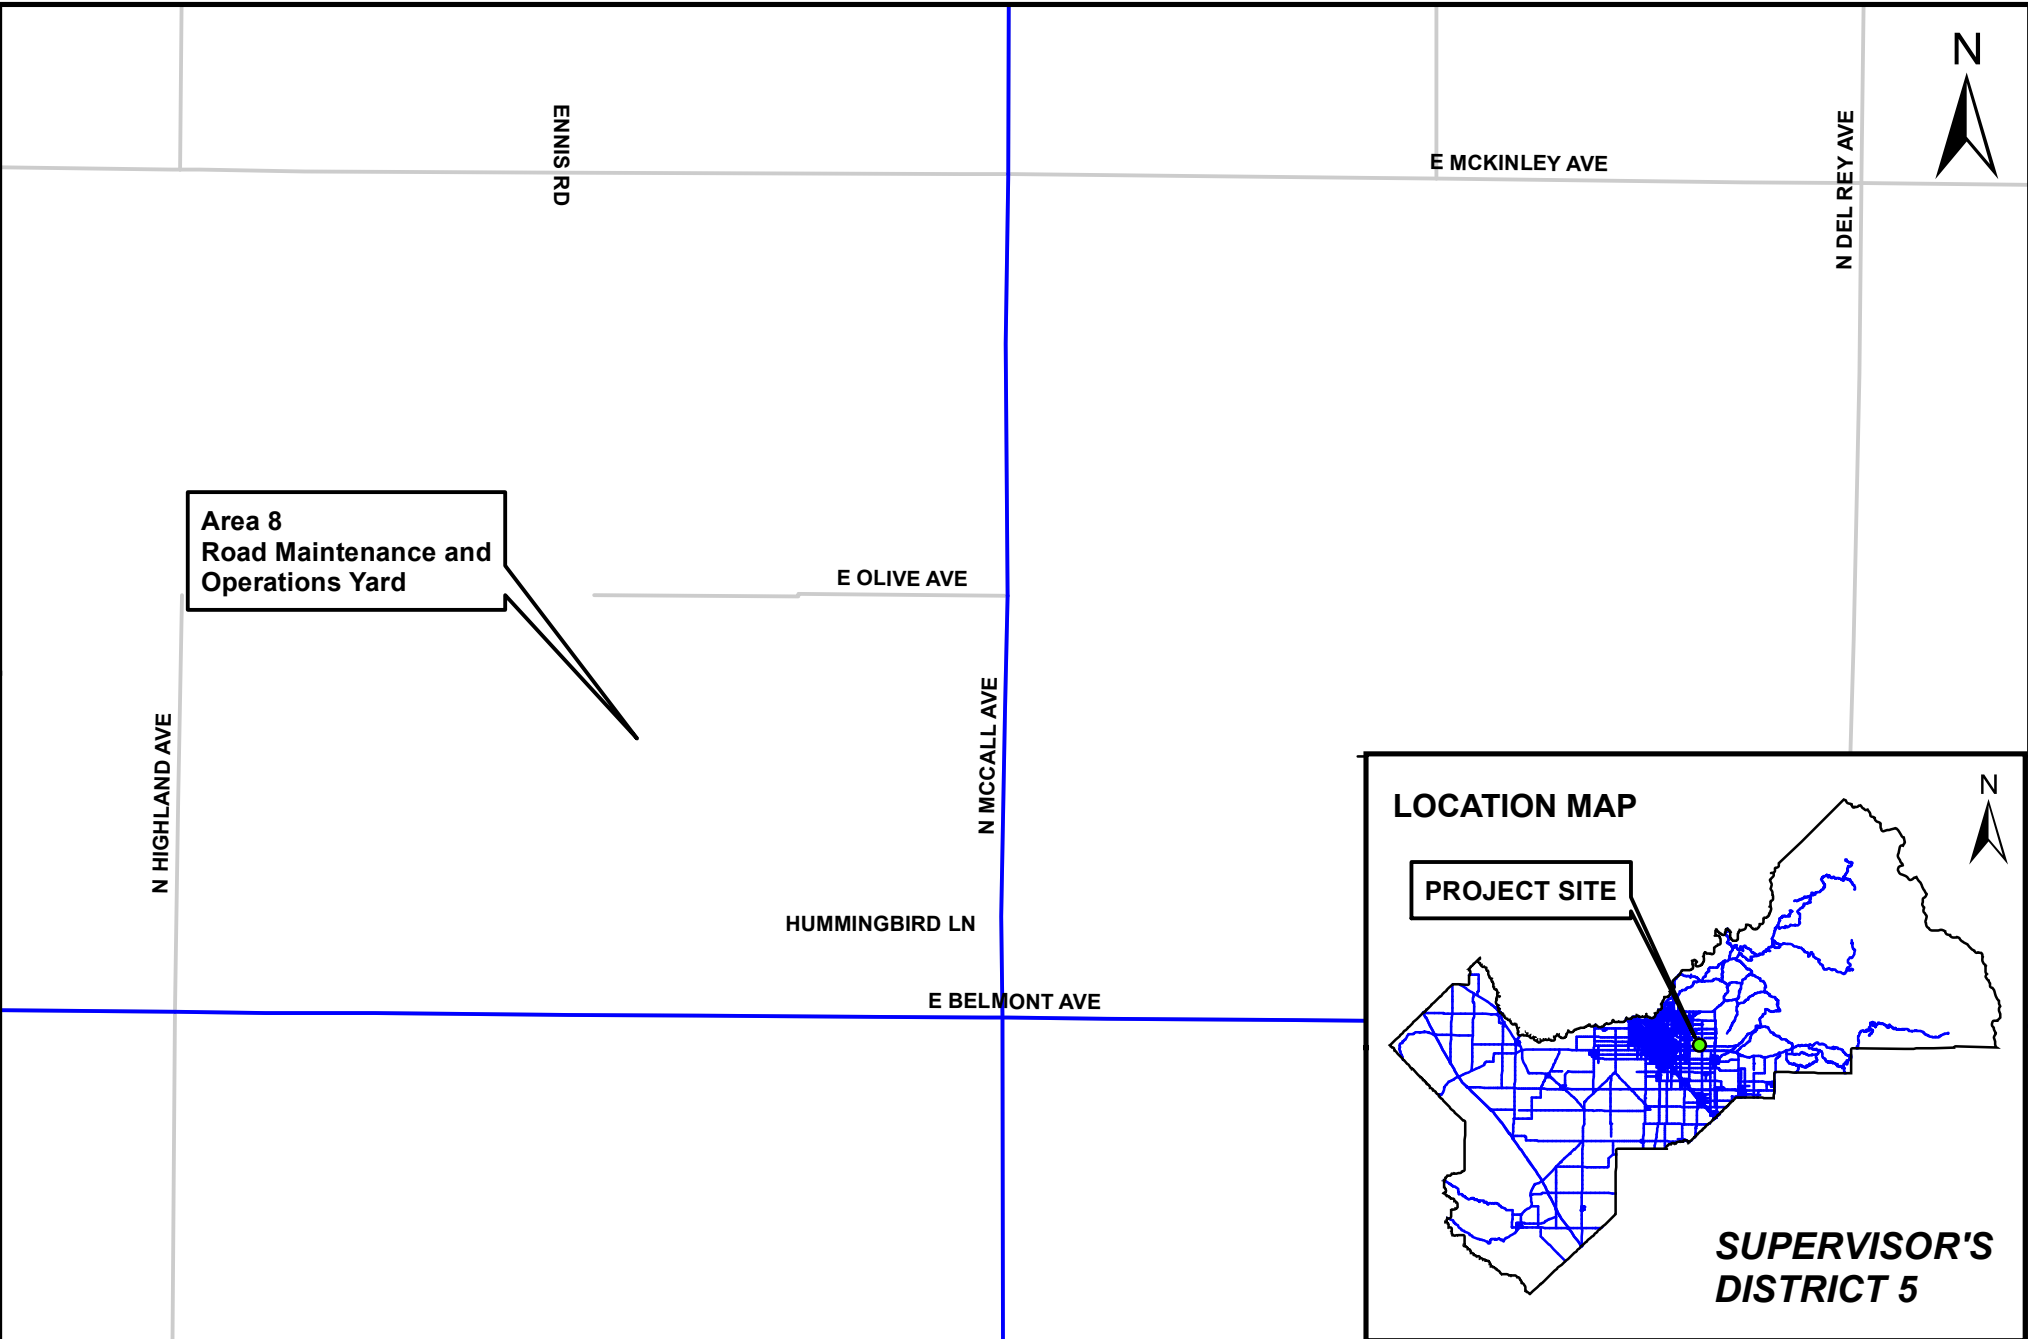 N
ENNIS RD
E MCKINLEY AVE
N DEL REY AVE
Area 8
Road Maintenance and
Operations Yard
E OLIVE AVE
N HIGHLAND AVE
N MCCALL AVE
HUMMINGBIRD LN
E BELMONT AVE
N
LOCATION MAP
PROJECT SITE
SUPERVISOR'S
DISTRICT 5